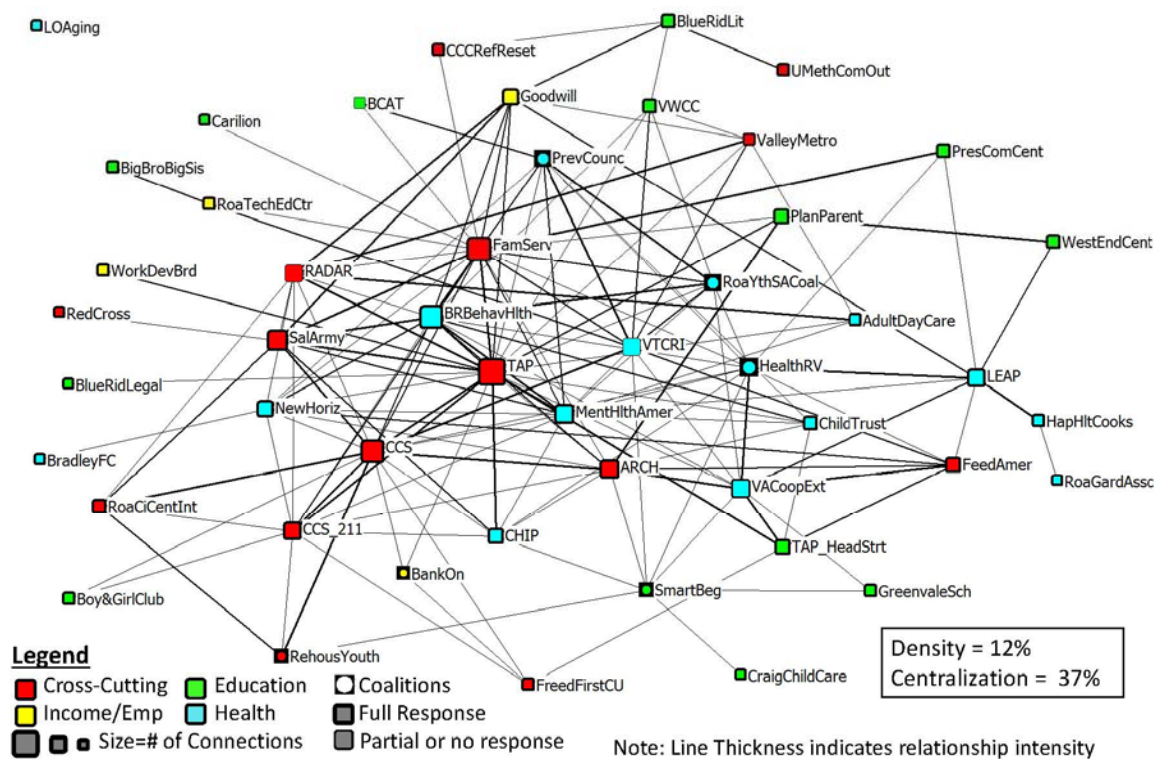 LOAging
BlueRidLit
CCCRefReset
UMethComOut
Goodwill
BCAT
VWCC
Carilion
ValleyMetro
PresComCent
PrevCounc
BigBroBigSis
RoaTechEdCtr
PlanParent
FamServ
WestEndCent
WorkDevBrd
RADAR
RoaYthSACoal
RedCross
BRBehavHlth
AdultDayCare
SalArmy
VTCRI
TAP
HealthRV
LEAP
BlueRidLegal
NewHoriz
MentHlthAmer
ChildTrust
HapHltCooks
BradleyFC
CCS
ARCH
FeedAmer
RoaGardAssc
VACoopExt
RoaCiCentInt
CCS_211
CHIP
TAP_HeadStrt
BankOn
SmartBeg
GreenvaleSch
Boy&GirlClub
RehousYouth
CraigChildCare
FreedFirstCU
Density = 12%
Centralization = 37%
Legend
Cross-Cutting Education Coalitions
Income/Emp Health Full Response
Size=# of Connections Partial or no response
Note: Line Thickness indicates relationship intensity